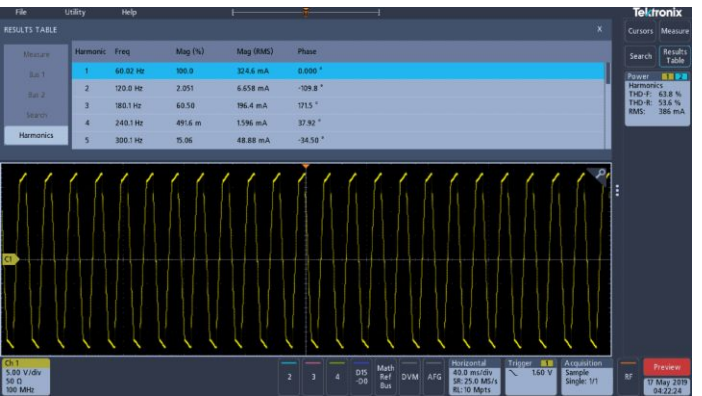 File Utility Help
Tektronix
RESULTS TABLE X
Cursors Measure
Search Results Table
Measure
Bus 1
Bus 2
Search
Harmonics
Harmonic Freq Mag (%) Mag (RMS) Phase
1 60.02 Hz 100.0 324.6 mA 0.000 °
2 120.0 Hz 2.051 6.658 mA -109.8 °
3 180.1 Hz 60.50 196.4 mA 171.5 °
4 240.1 Hz 491.6 m 1.596 mA 37.92 °
5 300.1 Hz 15.06 48.88 mA -34.50 °
Power 1 2
Harmonics
THD-F: 63.8 %
THD-R: 53.6 %
RMS: 386 mA
C1
Ch 1
5.00 V/div
50 Ω
100 MHz
2 3 4
D15
-D0
Math
Ref
Bus
DVM AFG
Horizontal
40.0 ms/div
SR: 25.0 MS/s
RL: 10 Mpts
Trigger 1
1.60 V
Acquisition
Sample
Single: 1/1
RF
Preview
17 May 2019
04:22:24